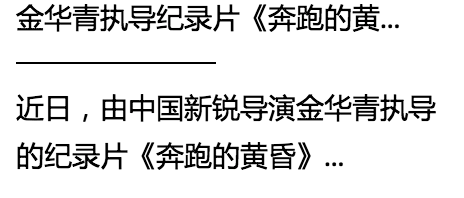 金华青执导纪录片《奔跑的黄...
近日，由中国新锐导演金华青执导
的纪录片《奔跑的黄昏》...